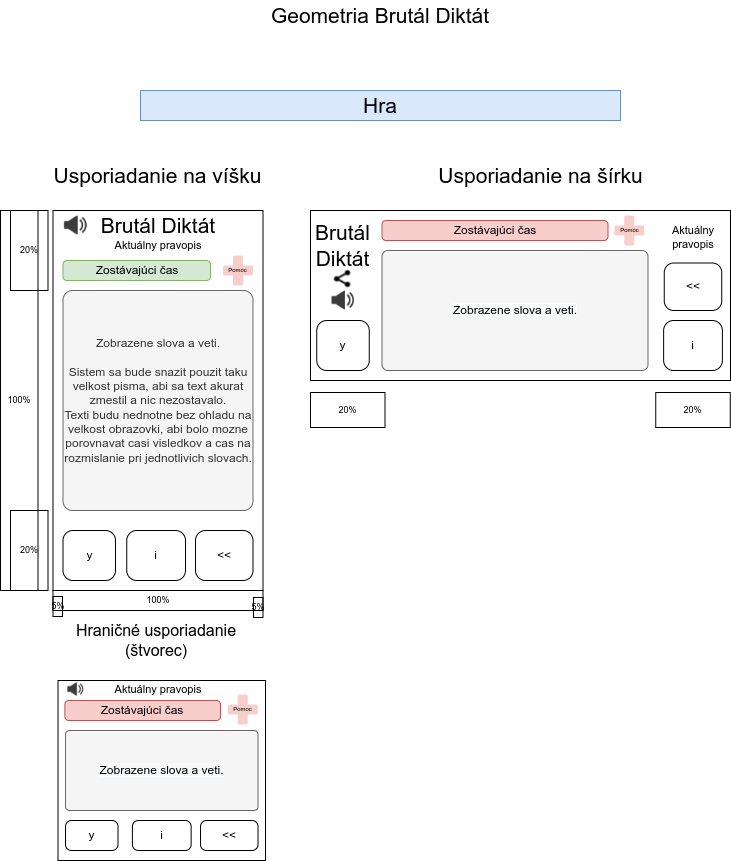 Geometria Brutál Diktát
Hra
Usporiadanie na víšku
20%
100%
20%
Brutál Diktát
Aktuálny pravopis
Zostávajúci čas
Pomoc
Zobrazene slova a veti.
Sistem sa bude snazit pouzit taku
velkost pisma, abi sa text akurat
zmestil a nic nezostavalo.
Texti budu nednotne bez ohladu na
velkost obrazovki, abi bolo mozne
porovnavat casi visledkov a cas na
rozmislanie pri jednotlivich slovach.
y
i
<<
5%
100%
5%
Usporiadanie na šírku
Brutál
Diktát
y
Zostávajúci čas
Pomoc
Zobrazene slova a veti.
Aktuálny
pravopis
<<
i
20%
20%
Hraničné usporiadanie
(štvorec)
Aktuálny pravopis
Zostávajúci čas
Pomoc
Zobrazene slova a veti.
y
i
<<